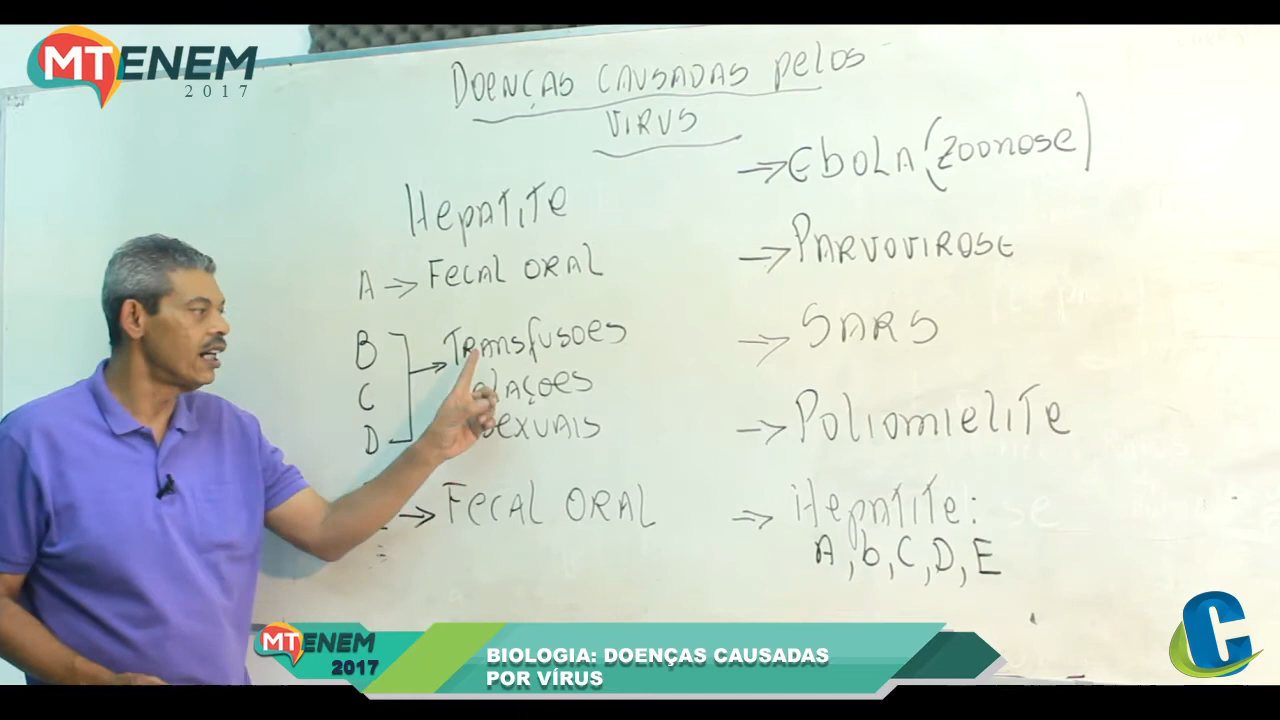 MTENEM
2017
DOENÇAS CAUSADAS PELOS
VIRUS
HEPATITE
A → FECAL ORAL
B
C
D
→ TRANSFUSOES
SEXUAIS
→ FECAL ORAL
→ EbOLA (ZOONOSE)
→ PARVOVIROSE
→ SARS
→ POLIOMIELITE
→ HEPATITE:
A, b, C, D, E
MTENEM
2017
BIOLOGIA: DOENÇAS CAUSADAS
POR VÍRUS
C